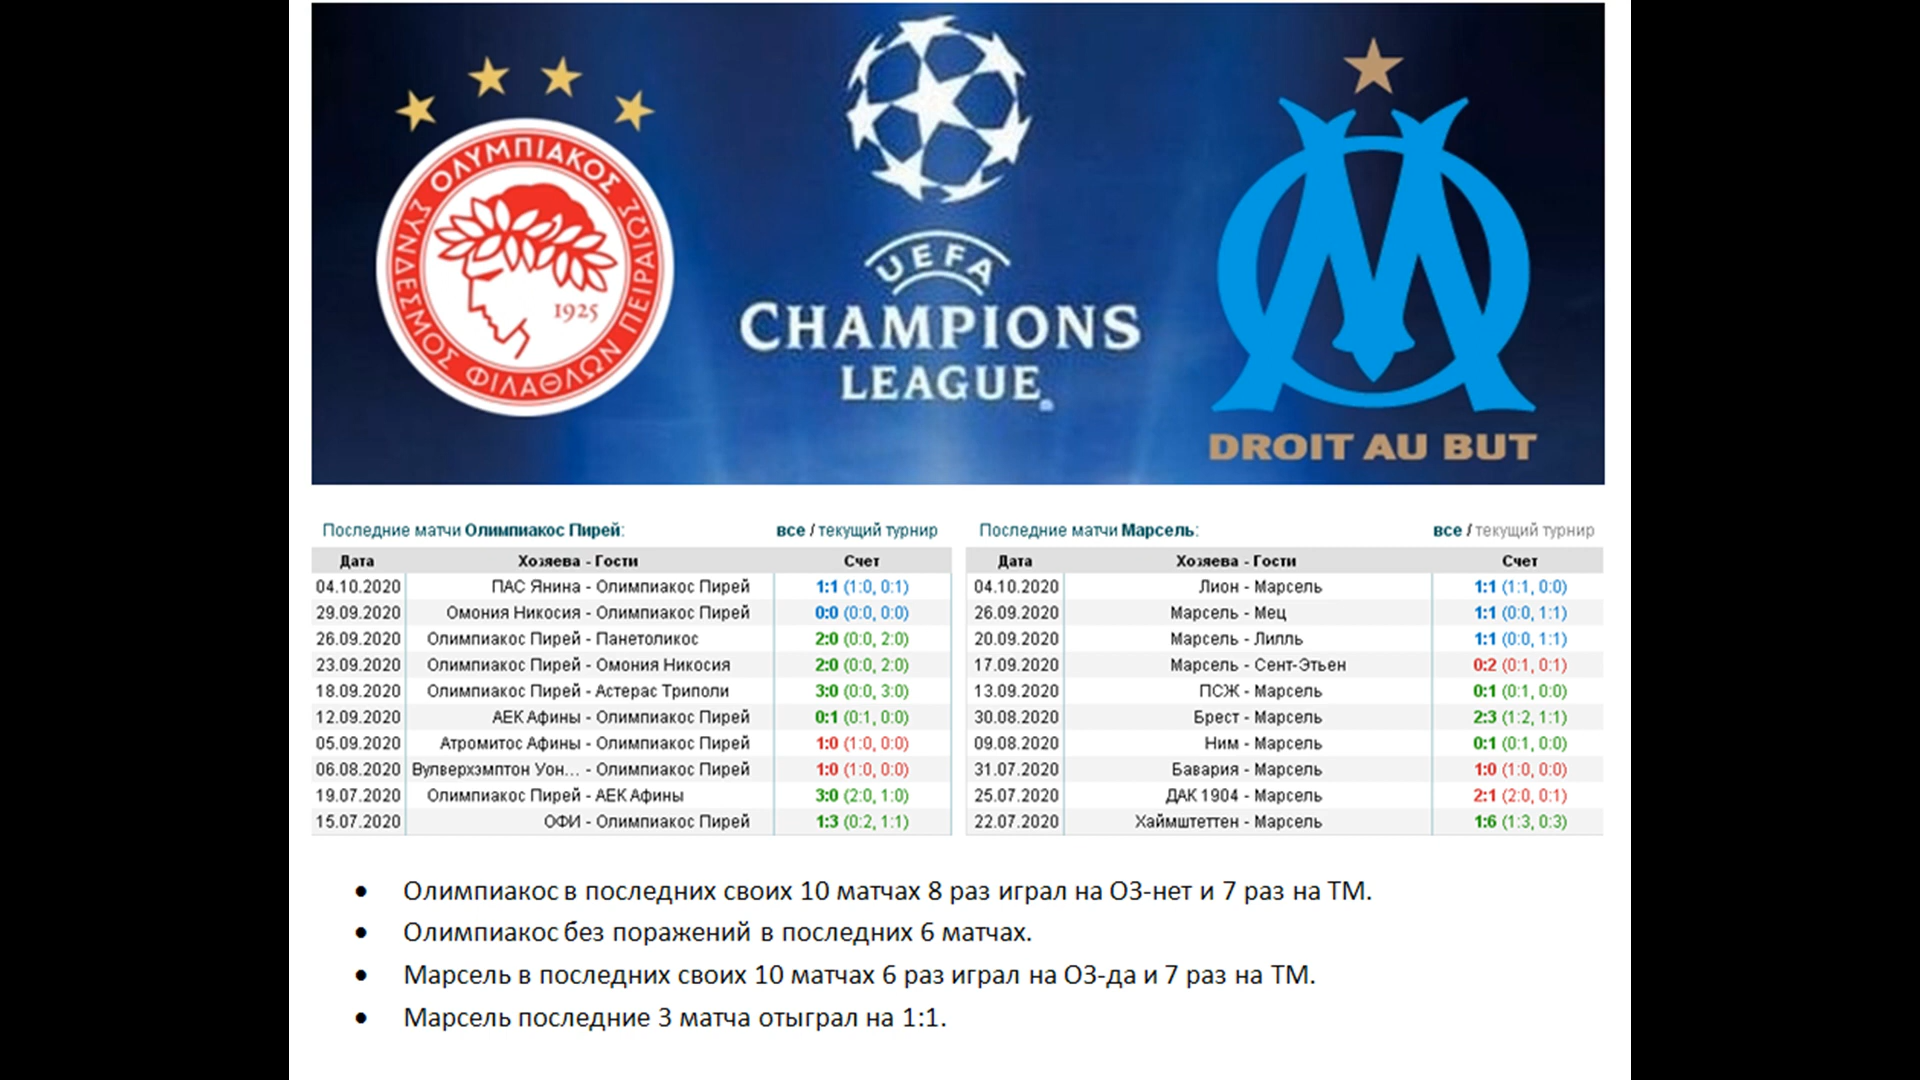 ΣΥΝΔΕΣΜΟΣ ΦΙΛΑΘΛΩΝ ΠΕΙΡΑΙΩΣ
ΟΛΥΜΠΙΑΚΟΣ
1925
UEFA
CHAMPIONS
LEAGUE
DROIT AU BUT
Последние матчи Олимпиакос Пирей: все / текущий турнир
Дата Хозяева - Гости Счет
04.10.2020 ПАС Янина - Олимпиакос Пирей 1:1 (1:0, 0:1)
29.09.2020 Омония Никосия - Олимпиакос Пирей 0:0 (0:0, 0:0)
26.09.2020 Олимпиакос Пирей - Панетоликос 2:0 (0:0, 2:0)
23.09.2020 Олимпиакос Пирей - Омония Никосия 2:0 (0:0, 2:0)
18.09.2020 Олимпиакос Пирей - Астерас Триполи 3:0 (0:0, 3:0)
12.09.2020 АЕК Афины - Олимпиакос Пирей 0:1 (0:1, 0:0)
05.09.2020 Атромитос Афины - Олимпиакос Пирей 1:0 (1:0, 0:0)
06.08.2020 Вулверхэмптон Уон... - Олимпиакос Пирей 1:0 (1:0, 0:0)
19.07.2020 Олимпиакос Пирей - АЕК Афины 3:0 (2:0, 1:0)
15.07.2020 ОФИ - Олимпиакос Пирей 1:3 (0:2, 1:1)
Последние матчи Марсель: все / текущий турнир
Дата Хозяева - Гости Счет
04.10.2020 Лион - Марсель 1:1 (1:1, 0:0)
26.09.2020 Марсель - Мец 1:1 (0:0, 1:1)
20.09.2020 Марсель - Лилль 1:1 (0:0, 1:1)
17.09.2020 Марсель - Сент-Этьен 0:2 (0:1, 0:1)
13.09.2020 ПСЖ - Марсель 0:1 (0:1, 0:0)
30.08.2020 Брест - Марсель 2:3 (1:2, 1:1)
09.08.2020 Ним - Марсель 0:1 (0:1, 0:0)
31.07.2020 Бавария - Марсель 1:0 (1:0, 0:0)
25.07.2020 ДАК 1904 - Марсель 2:1 (2:0, 0:1)
22.07.2020 Хаймштеттен - Марсель 1:6 (1:3, 0:3)
• Олимпиакос в последних своих 10 матчах 8 раз играл на ОЗ-нет и 7 раз на ТМ.
• Олимпиакос без поражений в последних 6 матчах.
• Марсель в последних своих 10 матчах 6 раз играл на ОЗ-да и 7 раз на ТМ.
• Марсель последние 3 матча отыграл на 1:1.